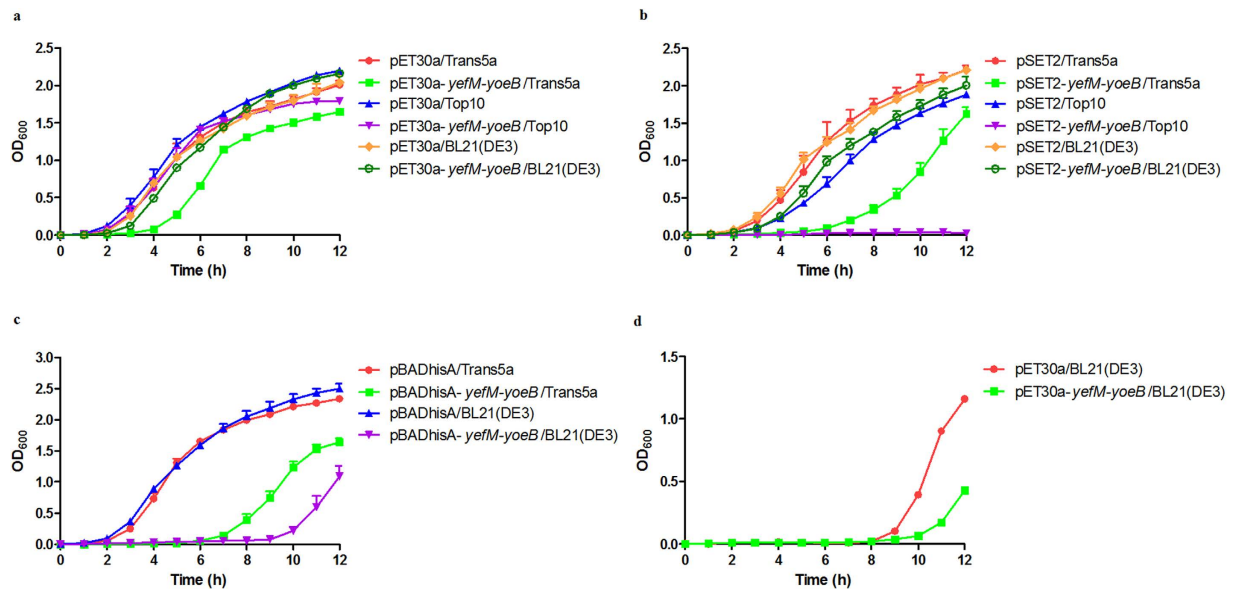 a
2.5
2.0
1.5
1.0
0.5
0.0
OD600
0 2 4 6 8 10 12
Time (h)
pET30a/Trans5a
pET30a-yefM-yoeB/Trans5a
pET30a/Top10
pET30a-yefM-yoeB/Top10
pET30a/BL21(DE3)
pET30a-yefM-yoeB/BL21(DE3)
b
2.5
2.0
1.5
1.0
0.5
0.0
OD600
0 2 4 6 8 10 12
Time (h)
pSET2/Trans5a
pSET2-yefM-yoeB/Trans5a
pSET2/Top10
pSET2-yefM-yoeB/Top10
pSET2/BL21(DE3)
pSET2-yefM-yoeB/BL21(DE3)
c
3.0
2.5
2.0
1.5
1.0
0.5
0.0
OD600
0 2 4 6 8 10 12
Time (h)
pBADhisA/Trans5a
pBADhisA-yefM-yoeB/Trans5a
pBADhisA/BL21(DE3)
pBADhisA-yefM-yoeB/BL21(DE3)
d
1.5
1.0
0.5
0.0
OD600
0 2 4 6 8 10 12
Time (h)
pET30a/BL21(DE3)
pET30a-yefM-yoeB/BL21(DE3)